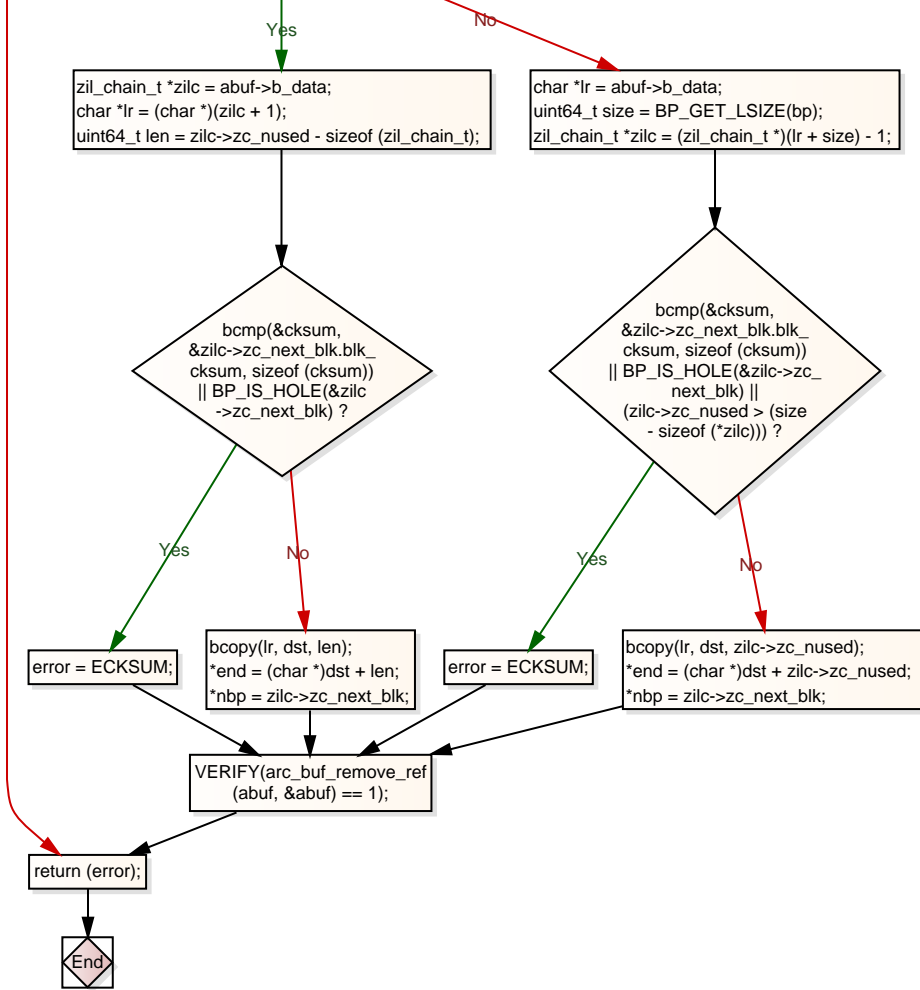 Yes
No
zil_chain_t *zilc = abuf->b_data;
char *lr = (char *)(zilc + 1);
uint64_t len = zilc->zc_nused - sizeof (zil_chain_t);
char *lr = abuf->b_data;
uint64_t size = BP_GET_LSIZE(bp);
zil_chain_t *zilc = (zil_chain_t *)(lr + size) - 1;
bcmp(&cksum,
&zilc->zc_next_blk.blk_
cksum, sizeof (cksum))
|| BP_IS_HOLE(&zilc
->zc_next_blk) ?
bcmp(&cksum,
&zilc->zc_next_blk.blk_
cksum, sizeof (cksum))
|| BP_IS_HOLE(&zilc->zc_
next_blk) ||
(zilc->zc_nused > (size
- sizeof (*zilc))) ?
Yes
No
Yes
No
error = ECKSUM;
bcopy(lr, dst, len);
*end = (char *)dst + len;
*nbp = zilc->zc_next_blk;
error = ECKSUM;
bcopy(lr, dst, zilc->zc_nused);
*end = (char *)dst + zilc->zc_nused;
*nbp = zilc->zc_next_blk;
VERIFY(arc_buf_remove_ref
(abuf, &abuf) == 1);
return (error);
End